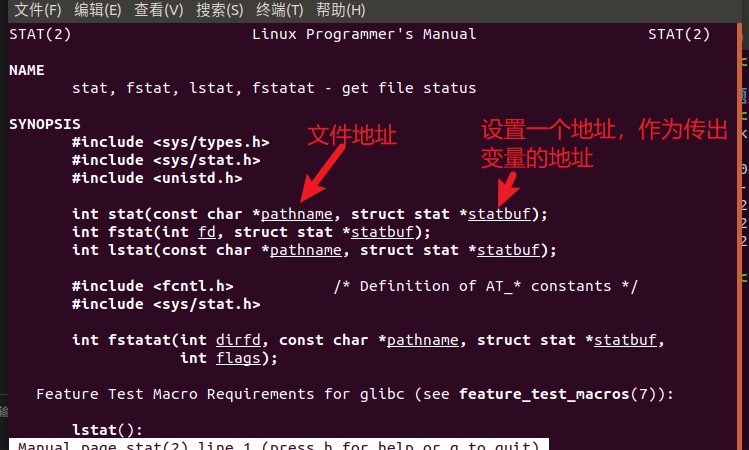 文件(F) 编辑(E) 查看(V) 搜索(S) 终端(T) 帮助(H)
STAT(2) Linux Programmer's Manual STAT(2)
NAME
stat, fstat, lstat, fstatat - get file status
SYNOPSIS
#include <sys/types.h>
#include <sys/stat.h>
#include <unistd.h>
文件地址
设置一个地址，作为传出
变量的地址
int stat(const char *pathname, struct stat *statbuf);
int fstat(int fd, struct stat *statbuf);
int lstat(const char *pathname, struct stat *statbuf);
#include <fcntl.h> /* Definition of AT_* constants */
#include <sys/stat.h>
int fstatat(int dirfd, const char *pathname, struct stat *statbuf,
int flags);
Feature Test Macro Requirements for glibc (see feature_test_macros(7)):
lstat():
Manual page stat(2) line 1 (press h for help or q to quit)